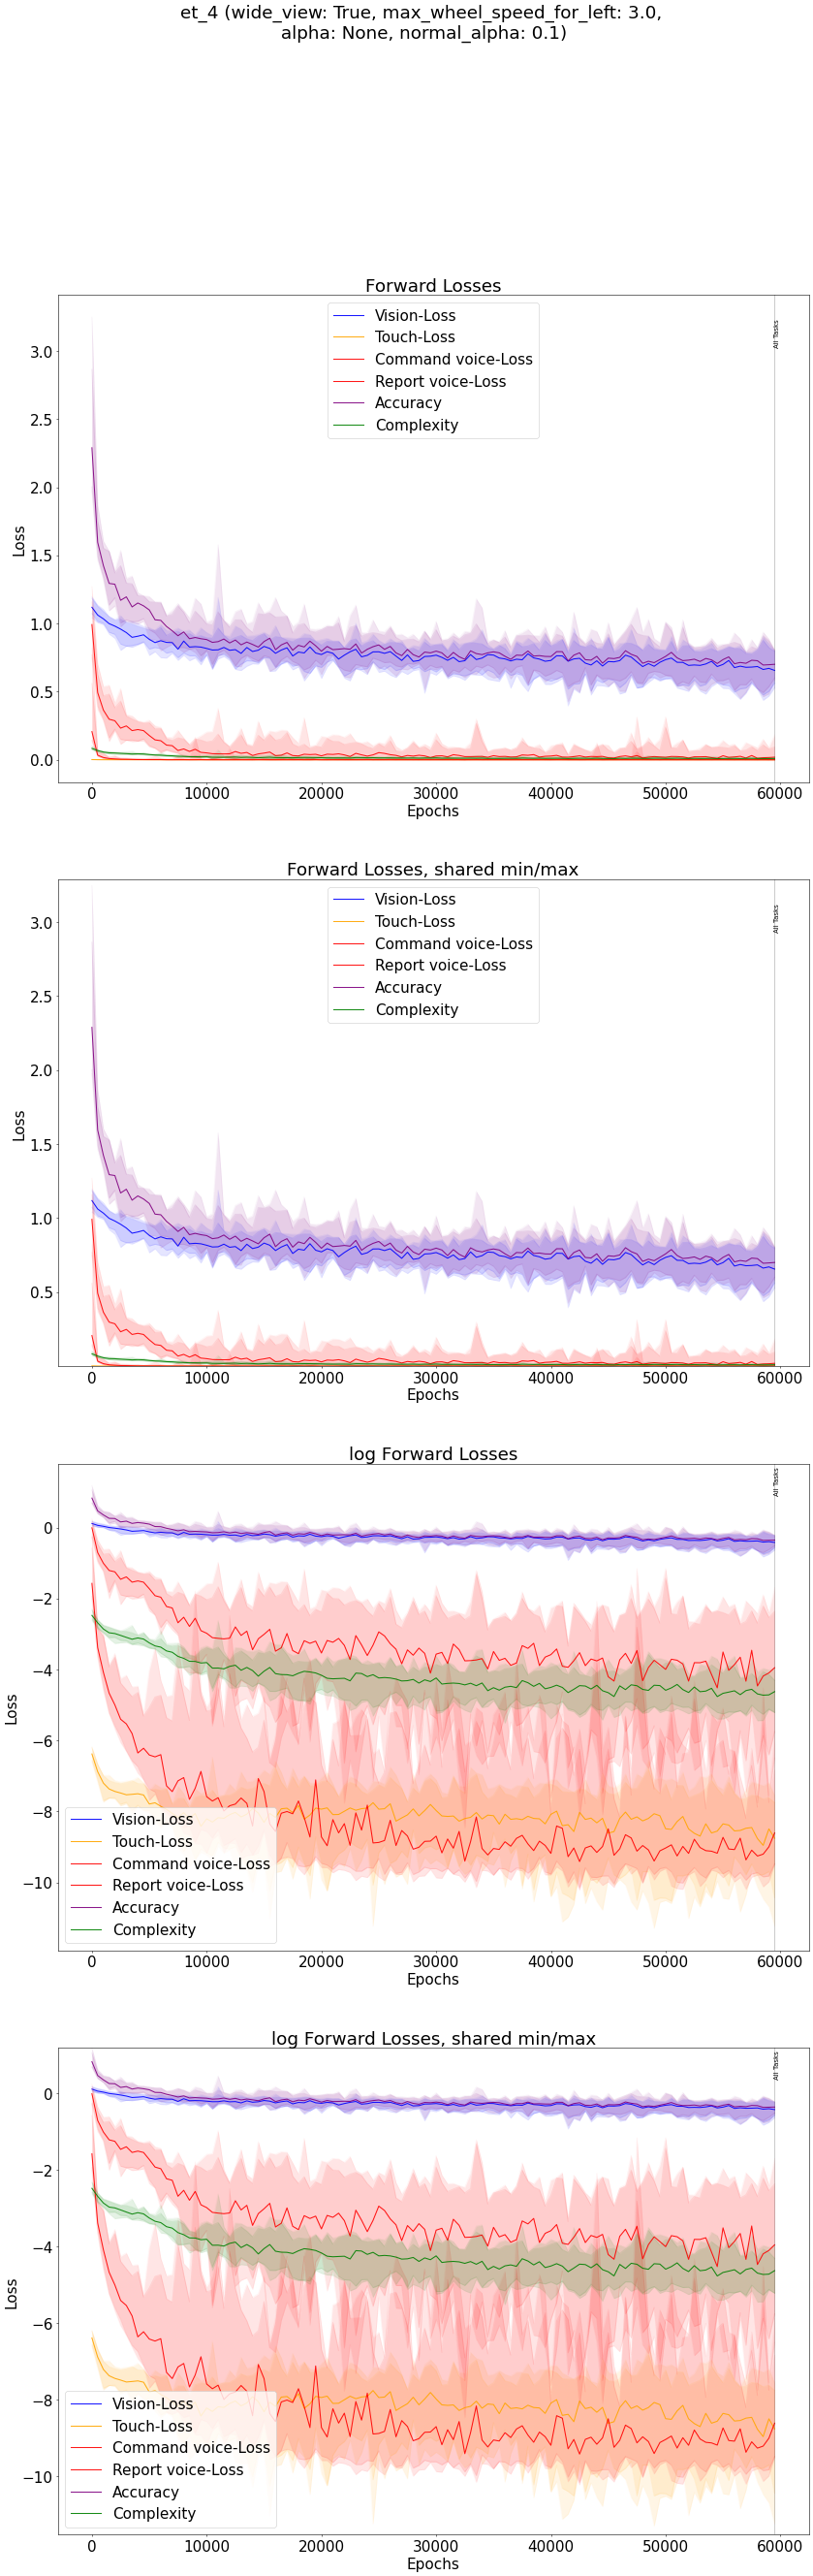 et_4 (wide_view: True, max_wheel_speed_for_left: 3.0,
alpha: None, normal_alpha: 0.1)
Forward Losses
Vision-Loss
Touch-Loss
Command voice-Loss
Report voice-Loss
Accuracy
Complexity
All Tasks
3.0
2.5
2.0
1.5
1.0
0.5
0.0
Loss
0 10000 20000 30000 40000 50000 60000
Epochs
Forward Losses, shared min/max
Vision-Loss
Touch-Loss
Command voice-Loss
Report voice-Loss
Accuracy
Complexity
All Tasks
3.0
2.5
2.0
1.5
1.0
0.5
Loss
0 10000 20000 30000 40000 50000 60000
Epochs
log Forward Losses
All Tasks
0
−2
−4
−6
−8
−10
Loss
Vision-Loss
Touch-Loss
Command voice-Loss
Report voice-Loss
Accuracy
Complexity
0 10000 20000 30000 40000 50000 60000
Epochs
log Forward Losses, shared min/max
All Tasks
0
−2
−4
−6
−8
−10
Loss
Vision-Loss
Touch-Loss
Command voice-Loss
Report voice-Loss
Accuracy
Complexity
0 10000 20000 30000 40000 50000 60000
Epochs